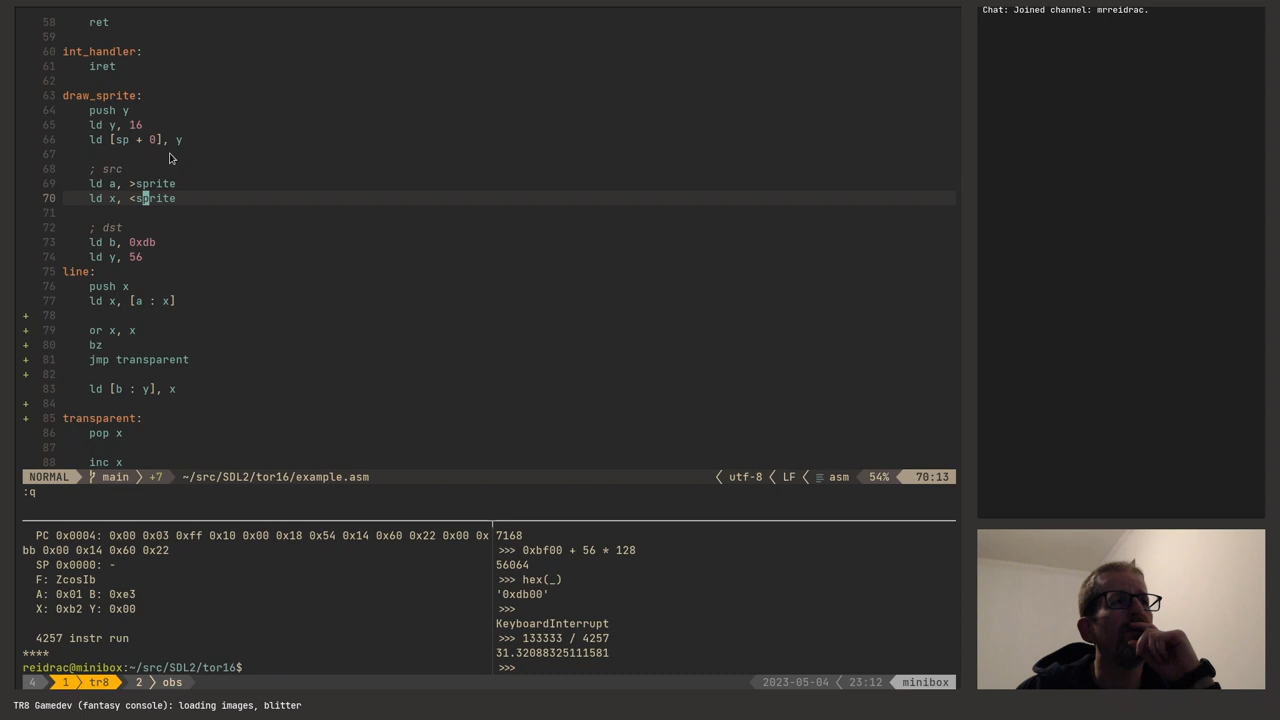 58 ret
59
60 int_handler:
61 iret
62
63 draw_sprite:
64 push y
65 ld y, 16
66 ld [sp + 0], y
67
68 ; src
69 ld a, >sprite
70 ld x, <sprite
71
72 ; dst
73 ld b, 0xdb
74 ld y, 56
75 line:
76 push x
77 ld x, [a : x]
+ 78
+ 79 or x, x
+ 80 bz
+ 81 jmp transparent
+ 82
83 ld [b : y], x
+ 84
+ 85 transparent:
86 pop x
87
88 inc x
NORMAL main +7 ~/src/SDL2/tor16/example.asm utf-8 LF asm 54% 70:13
:q
PC 0x0004: 0x00 0x03 0xff 0x10 0x00 0x18 0x54 0x14 0x60 0x22 0x00 0x
bb 0x00 0x14 0x60 0x22
SP 0x0000: -
F: ZcosIb
A: 0x01 B: 0xe3
X: 0xb2 Y: 0x00
4257 instr run
****
reidrac@minibox:~/src/SDL2/tor16$
7168
>>> 0xbf00 + 56 * 128
56064
>>> hex(_)
'0xdb00'
>>>
KeyboardInterrupt
>>> 133333 / 4257
31.32088325111581
>>>
4 1 tr8 2 obs 2023-05-04 23:12 minibox
Chat: Joined channel: mrreidrac.
TR8 Gamedev (fantasy console): loading images, blitter